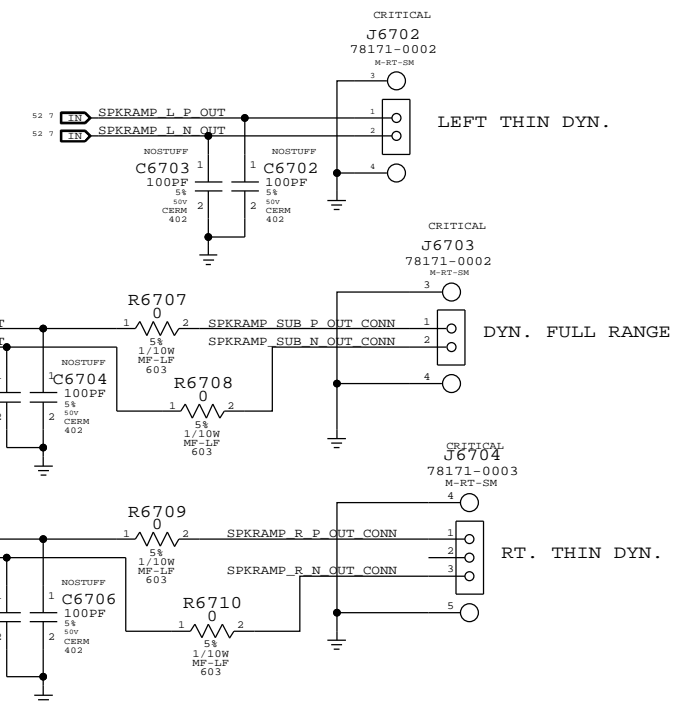 CRITICAL
J6702
78171-0002
M-RT-SM
3
52 7 IN SPKRAMP_L_P_OUT 1
52 7 IN SPKRAMP_L_N_OUT 2
LEFT THIN DYN.
4
NOSTUFF
C6703
100PF
5%
50V
CERM
402
1
2
NOSTUFF
C6702
100PF
5%
50V
CERM
402
1
2
CRITICAL
J6703
78171-0002
M-RT-SM
3
R6707
0
1 2
5%
1/10W
MF-LF
603
SPKRAMP_SUB_P_OUT_CONN 1
SPKRAMP_SUB_N_OUT_CONN 2
DYN. FULL RANGE
4
NOSTUFF
C6704
100PF
5%
50V
CERM
402
1
2
R6708
0
1 2
5%
1/10W
MF-LF
603
CRITICAL
J6704
78171-0003
M-RT-SM
4
R6709
0
1 2
5%
1/10W
MF-LF
603
SPKRAMP_R_P_OUT_CONN 1
2
SPKRAMP_R_N_OUT_CONN 3
RT. THIN DYN.
5
NOSTUFF
C6706
100PF
5%
50V
CERM
402
1
2
R6710
0
1 2
5%
1/10W
MF-LF
603